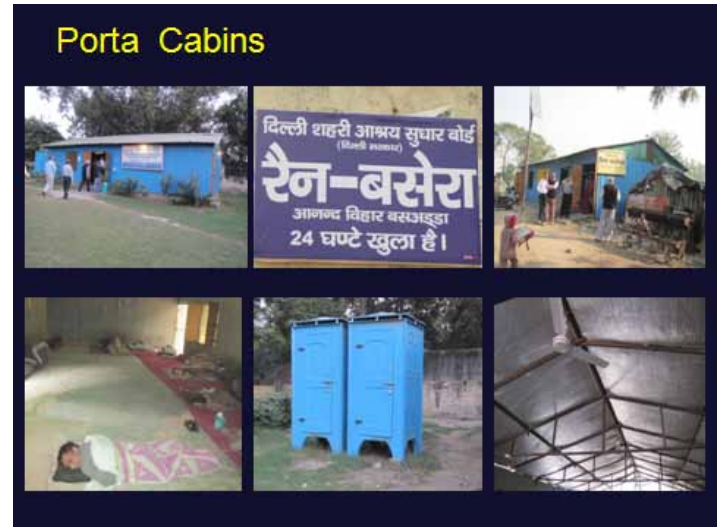 Porta Cabins
दिल्ली शहरी आश्रय सुधार बोर्ड
(दिल्ली सरकार)
रैन-बसेरा
आनन्द विहार बसअड्डा
24 घण्टे खुला है।